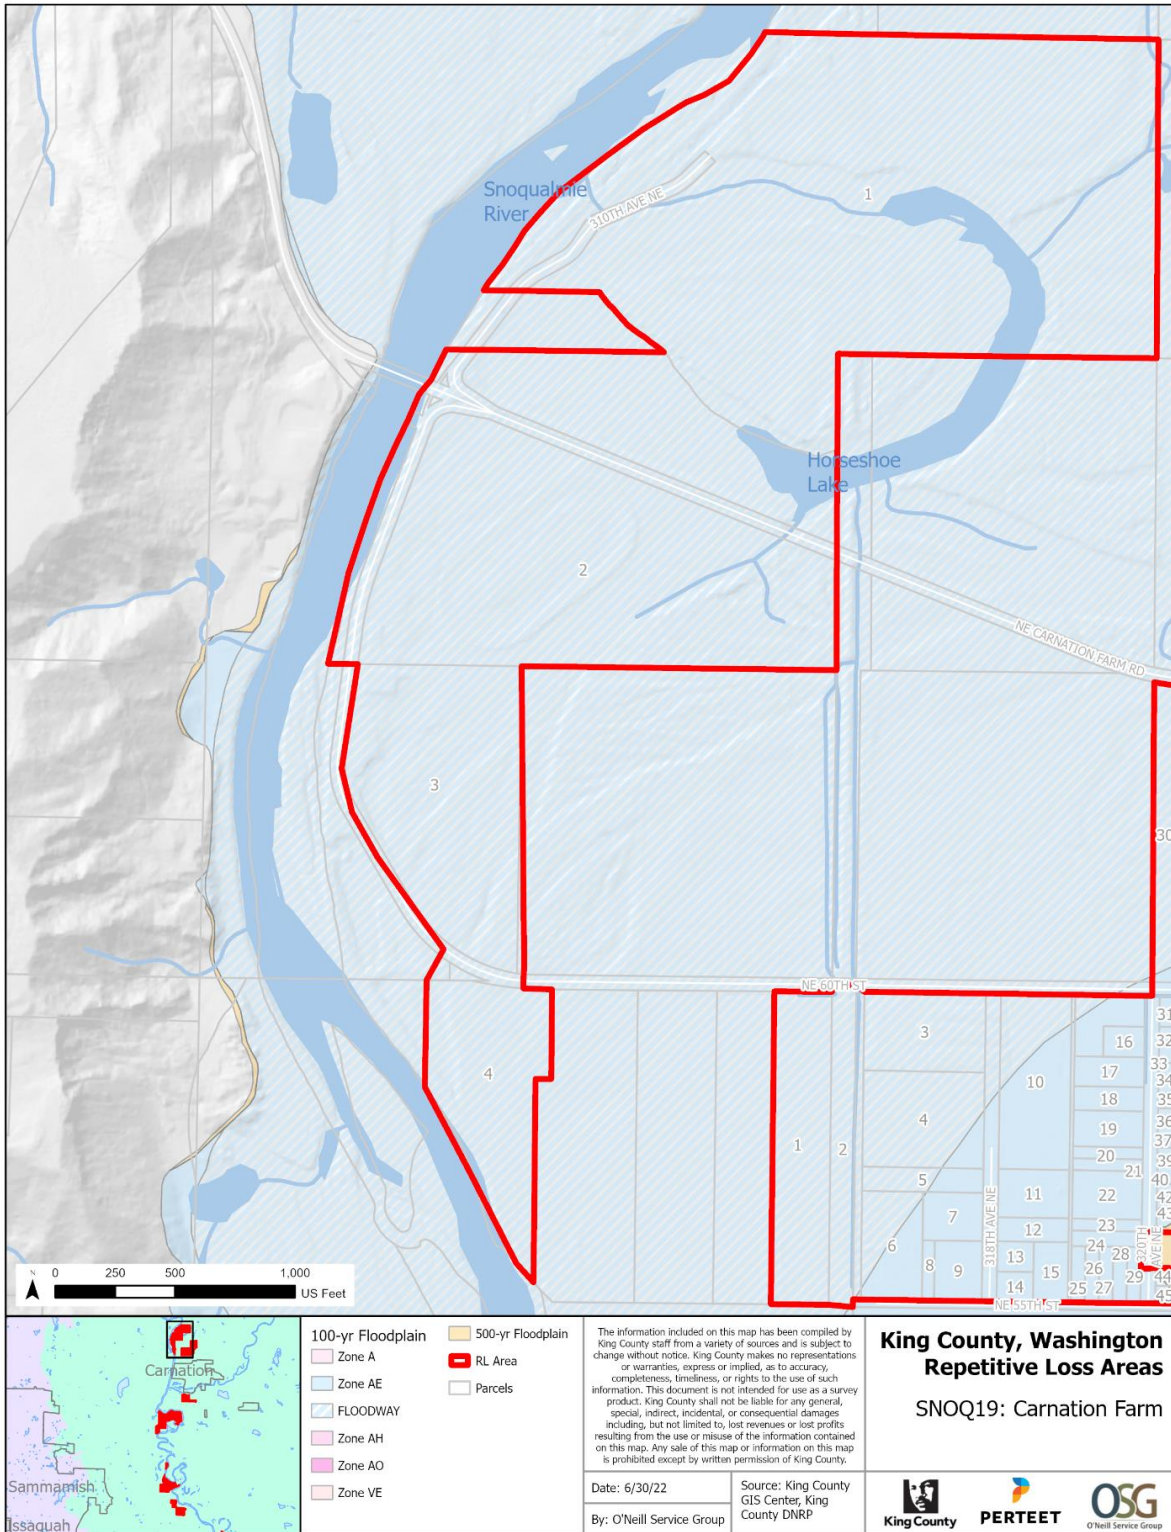 Snoqualmie
River
310TH AVE NE
1
Horseshoe
Lake
2
NE CARNATION FARM RD
3
30
NE 60TH ST
4
1
2
3
4
5
6
7
8
9
10
11
12
13
14
15
16
17
18
19
20
21
22
23
24
25
26
27
28
29
31
32
33
34
35
36
37
39
40
42
43
44
45
318TH AVE NE
320TH
AVE NE
NE 55TH ST
N
0 250 500 1,000
US Feet
Carnation
Sammamish
Issaquah
100-yr Floodplain
Zone A
Zone AE
FLOODWAY
Zone AH
Zone AO
Zone VE
500-yr Floodplain
RL Area
Parcels
The information included on this map has been compiled by
King County staff from a variety of sources and is subject to
change without notice. King County makes no representations
or warranties, express or implied, as to accuracy,
completeness, timeliness, or rights to the use of such
information. This document is not intended for use as a survey
product. King County shall not be liable for any general,
special, indirect, incidental, or consequential damages
including, but not limited to, lost revenues or lost profits
resulting from the use or misuse of the information contained
on this map. Any sale of this map or information on this map
is prohibited except by written permission of King County.
Date: 6/30/22
By: O'Neill Service Group
Source: King County
GIS Center, King
County DNRP
King County, Washington
Repetitive Loss Areas
SNOQ19: Carnation Farm
King County
PERTEET
OSG
O'Neill Service Group